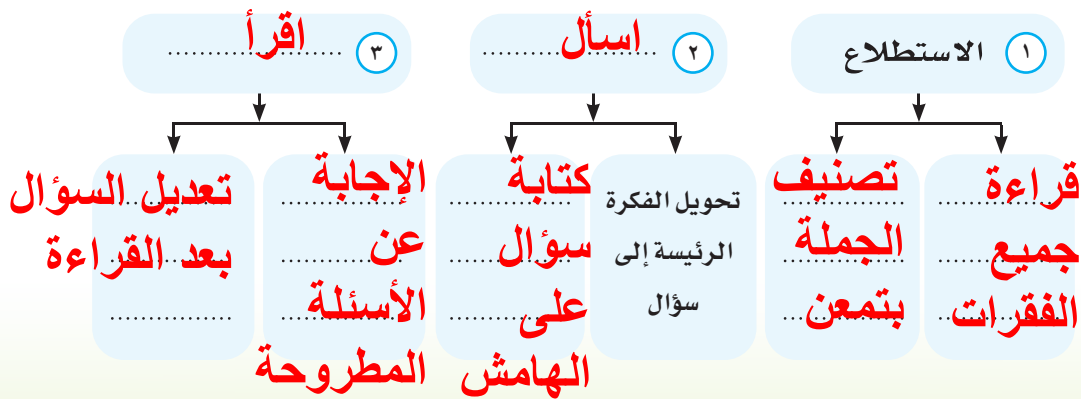 ١ الاستطلاع
٢ اسأل
٣ اقرأ
قراءة
جميع
الفقرات
تصنيف
الجملة
بتمعن
تحويل الفكرة
الرئيسة إلى
سؤال
كتابة
سؤال
على
الهامش
الإجابة
عن
الأسئلة
المطروحة
تعديل السؤال
بعد القراءة